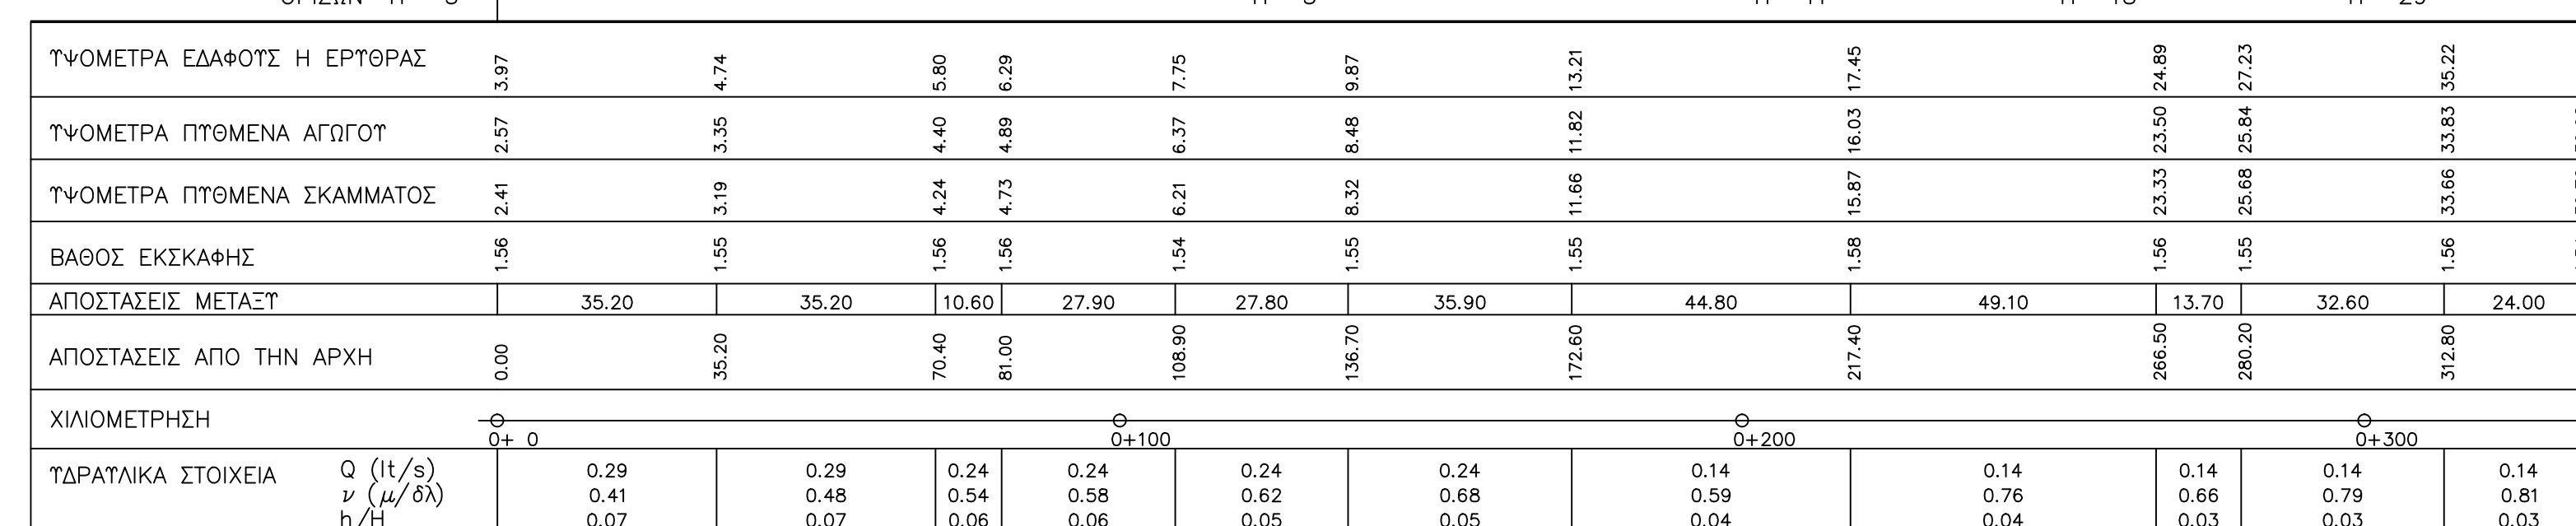 ΥΨΟΜΕΤΡΑ ΕΔΑΦΟΥΣ Η ΕΡΥΘΡΑΣ 3.97 4.74 5.80 6.29 7.75 9.87 13.21 17.45 24.89 27.23 35.22
ΥΨΟΜΕΤΡΑ ΠΥΘΜΕΝΑ ΑΓΩΓΟΥ 2.57 3.35 4.40 4.89 6.37 8.48 11.82 16.03 23.50 25.84 33.83
ΥΨΟΜΕΤΡΑ ΠΥΘΜΕΝΑ ΣΚΑΜΜΑΤΟΣ 2.41 3.19 4.24 4.73 6.21 8.32 11.66 15.87 23.33 25.68 33.66
ΒΑΘΟΣ ΕΚΣΚΑΦΗΣ 1.56 1.55 1.56 1.56 1.54 1.55 1.55 1.58 1.56 1.55 1.56
ΑΠΟΣΤΑΣΕΙΣ ΜΕΤΑΞΥ 35.20 35.20 10.60 27.90 27.80 35.90 44.80 49.10 13.70 32.60 24.00
ΑΠΟΣΤΑΣΕΙΣ ΑΠΟ ΤΗΝ ΑΡΧΗ 0.00 35.20 70.40 81.00 108.90 136.70 172.60 217.40 266.50 280.20 312.80
ΧΙΛΙΟΜΕΤΡΗΣΗ
0+ 0 0+100 0+200 0+300
ΥΔΡΑΥΛΙΚΑ ΣΤΟΙΧΕΙΑ Q (lt/s) 0.29 0.29 0.24 0.24 0.24 0.24 0.14 0.14 0.14 0.14 0.14
ν (μ/δλ) 0.41 0.48 0.54 0.58 0.62 0.68 0.59 0.76 0.66 0.79 0.81
h/H 0.07 0.07 0.06 0.06 0.05 0.05 0.04 0.04 0.03 0.03 0.03